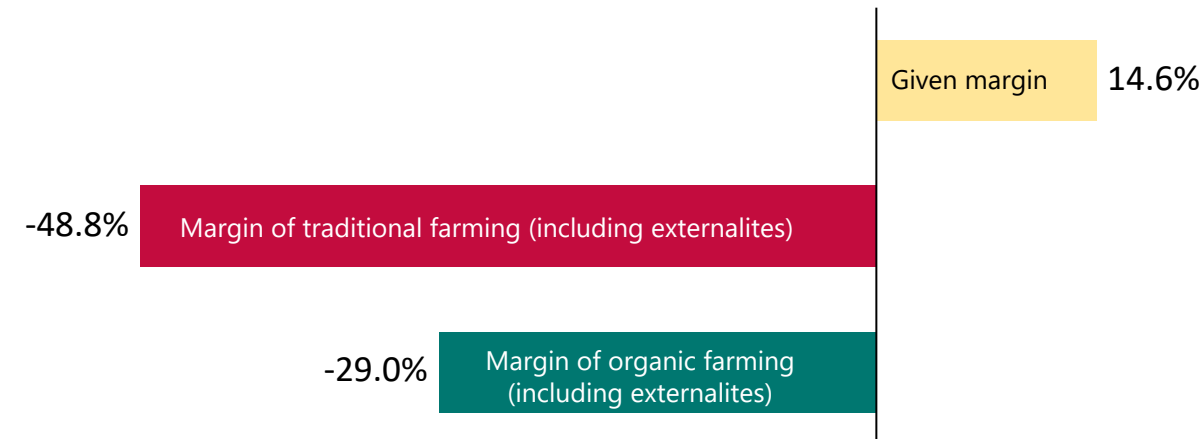 Given margin
14.6%
-48.8%
Margin of traditional farming (including externalites)
-29.0%
Margin of organic farming
(including externalites)